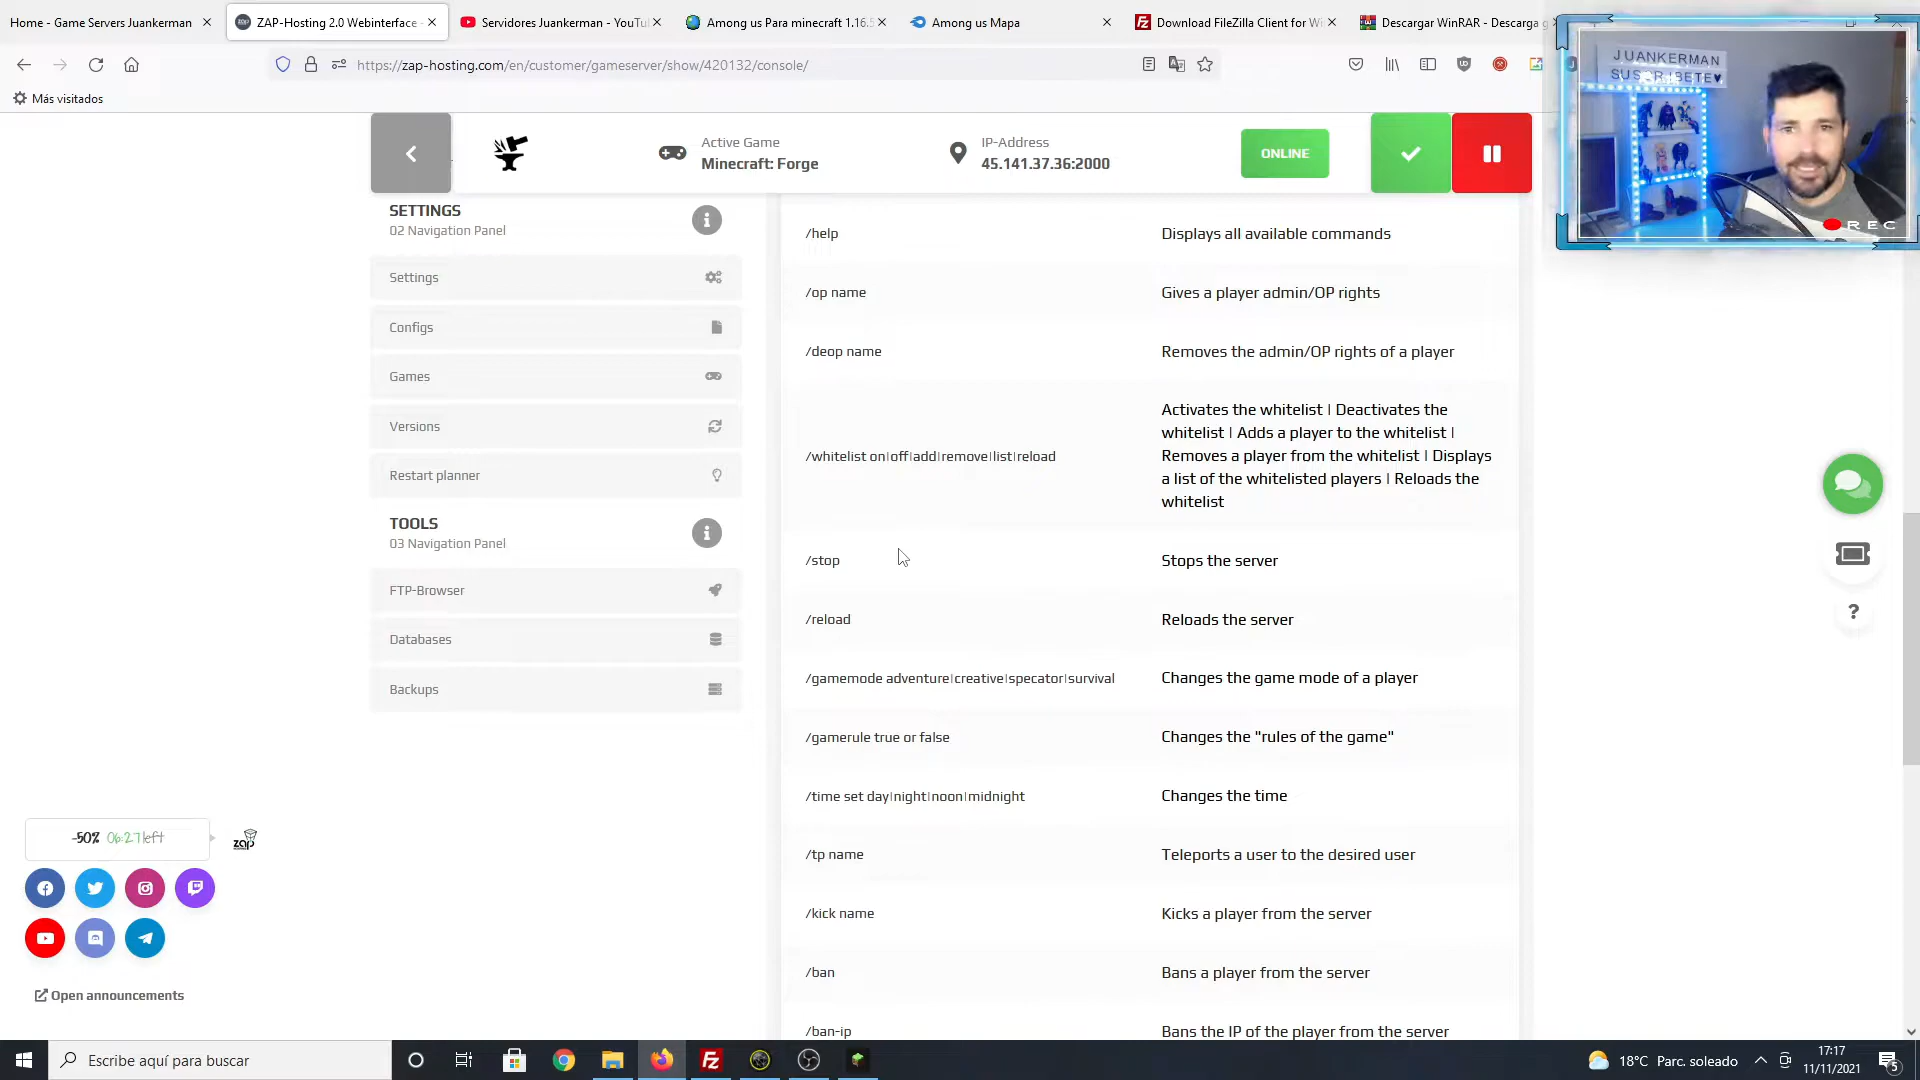 Home - Game Servers Juankerman
ZAP-Hosting 2.0 Webinterface -
Servidores Juankerman - YouTu
Among us Para minecraft 1.16.5
Among us Mapa
Download FileZilla Client for Wi
Descargar WinRAR - Descarga g
https://zap-hosting.com/en/customer/gameserver/show/420132/console/
Más visitados
JUANKERMAN
REC
Active Game
Minecraft: Forge
IP-Address
45.141.37.36:2000
ONLINE
SETTINGS
02 Navigation Panel
Settings
Configs
Games
Versions
Restart planner
TOOLS
03 Navigation Panel
FTP-Browser
Databases
Backups
/help
Displays all available commands
/op name
Gives a player admin/OP rights
/deop name
Removes the admin/OP rights of a player
/whitelist on|off|add|remove|list|reload
Activates the whitelist | Deactivates the
whitelist | Adds a player to the whitelist |
Removes a player from the whitelist | Displays
a list of the whitelisted players | Reloads the
whitelist
/stop
Stops the server
/reload
Reloads the server
/gamemode adventure|creative|specator|survival
Changes the game mode of a player
/gamerule true or false
Changes the "rules of the game"
/time set day|night|noon|midnight
Changes the time
/tp name
Teleports a user to the desired user
/kick name
Kicks a player from the server
/ban
Bans a player from the server
/ban-ip
Bans the IP of the player from the server
-50% 06:27 left
zap
Open announcements
Escribe aquí para buscar
18°C Parc. soleado
17:17
11/11/2021
5